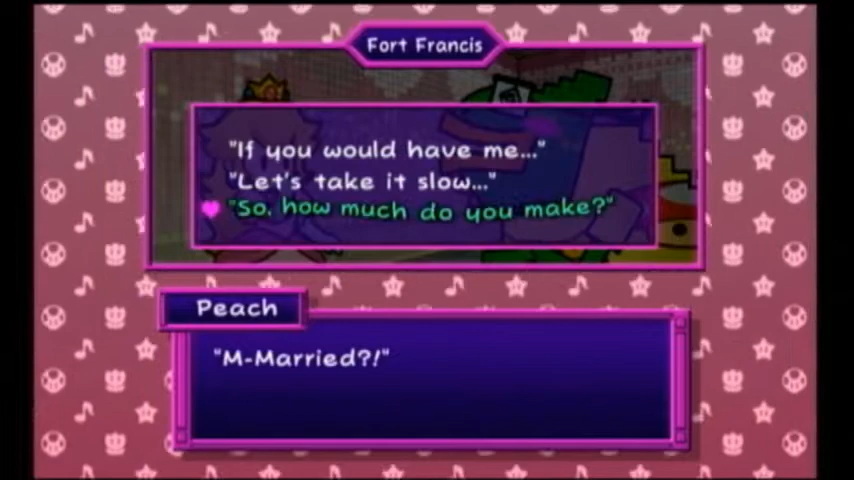 Fort Francis
"If you would have me..."
"Let's take it slow..."
"So, how much do you make?"
Peach
"M-Married?!"